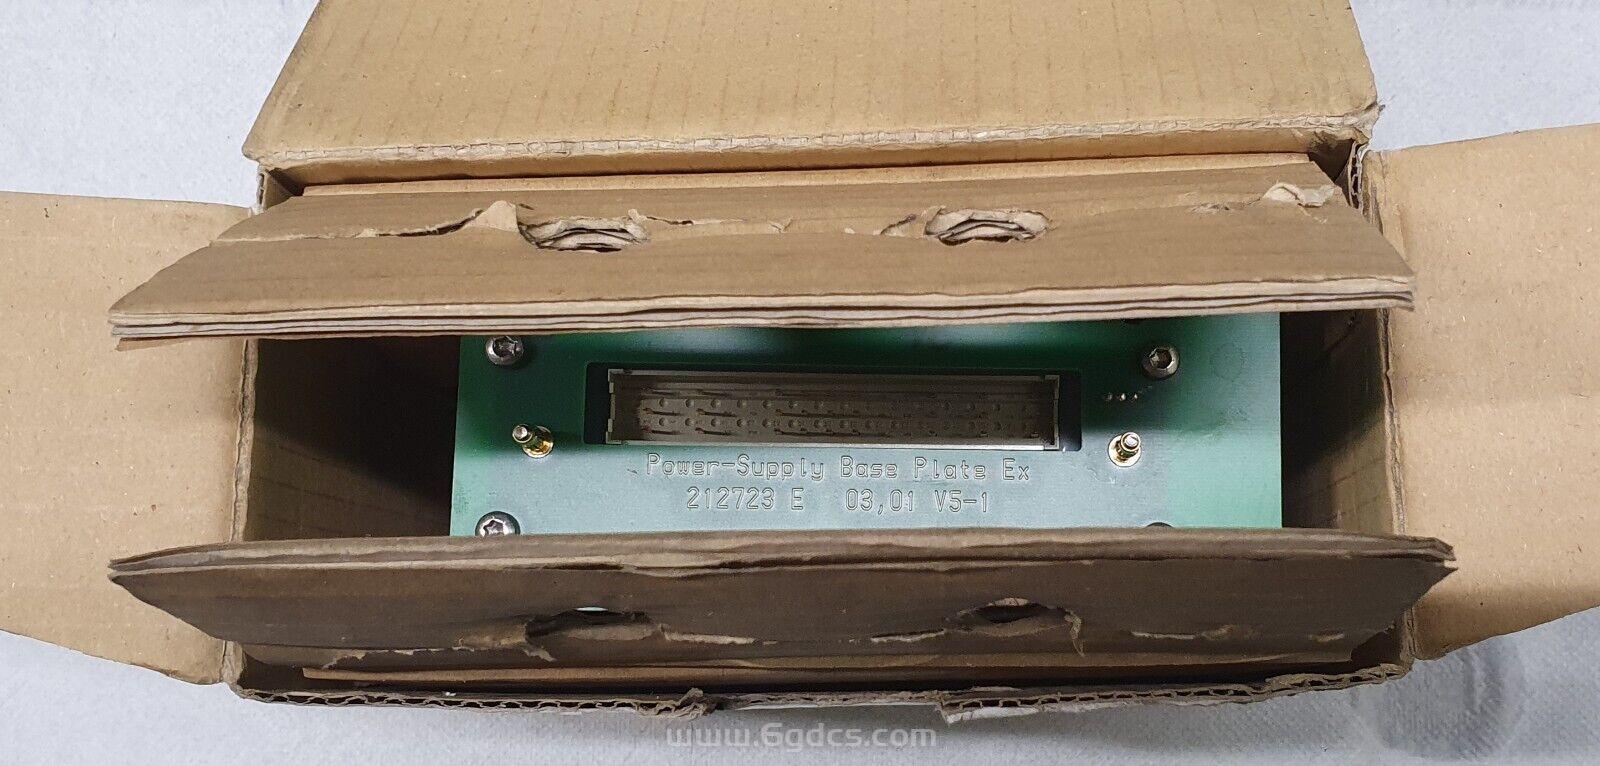 Power-Supply Base Plate Ex
212723 E 03,01 V5-1
www.6gdcs.com